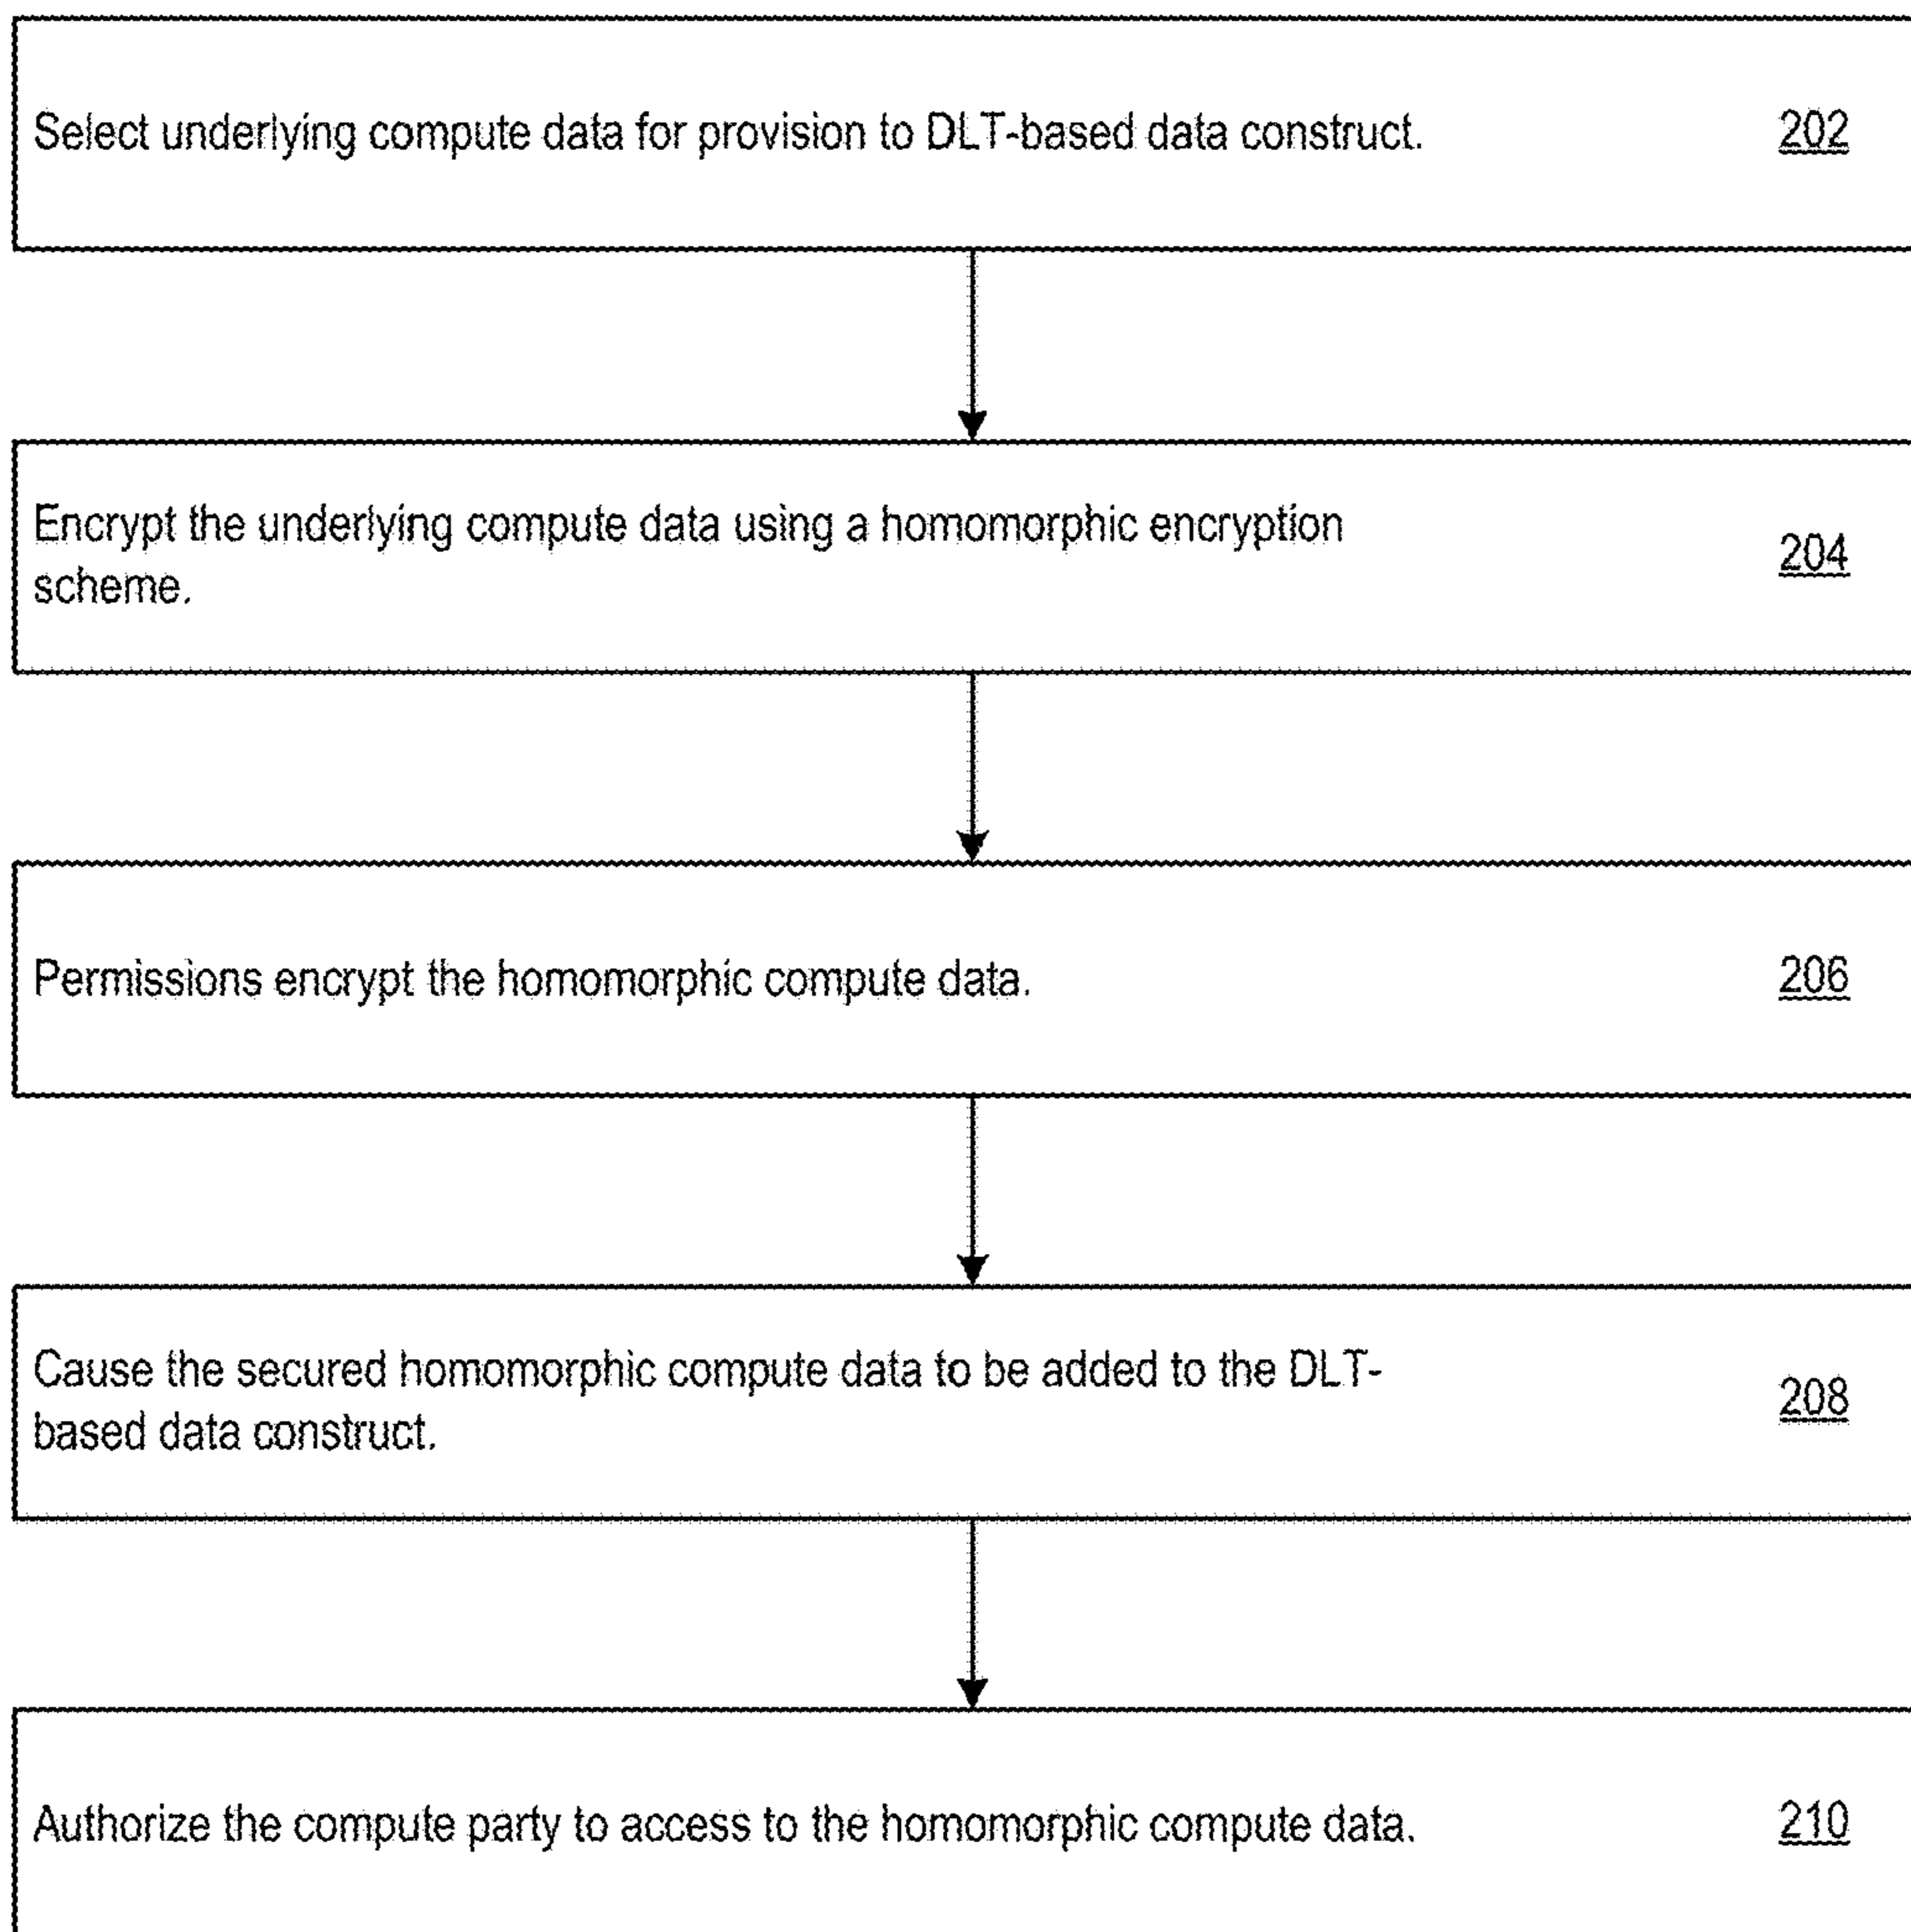 Select underlying compute data for provision to DLT-based data construct. 202
Encrypt the underlying compute data using a homomorphic encryption
scheme. 204
Permissions encrypt the homomorphic compute data. 206
Cause the secured homomorphic compute data to be added to the DLT-
based data construct. 208
Authorize the compute party to access to the homomorphic compute data. 210